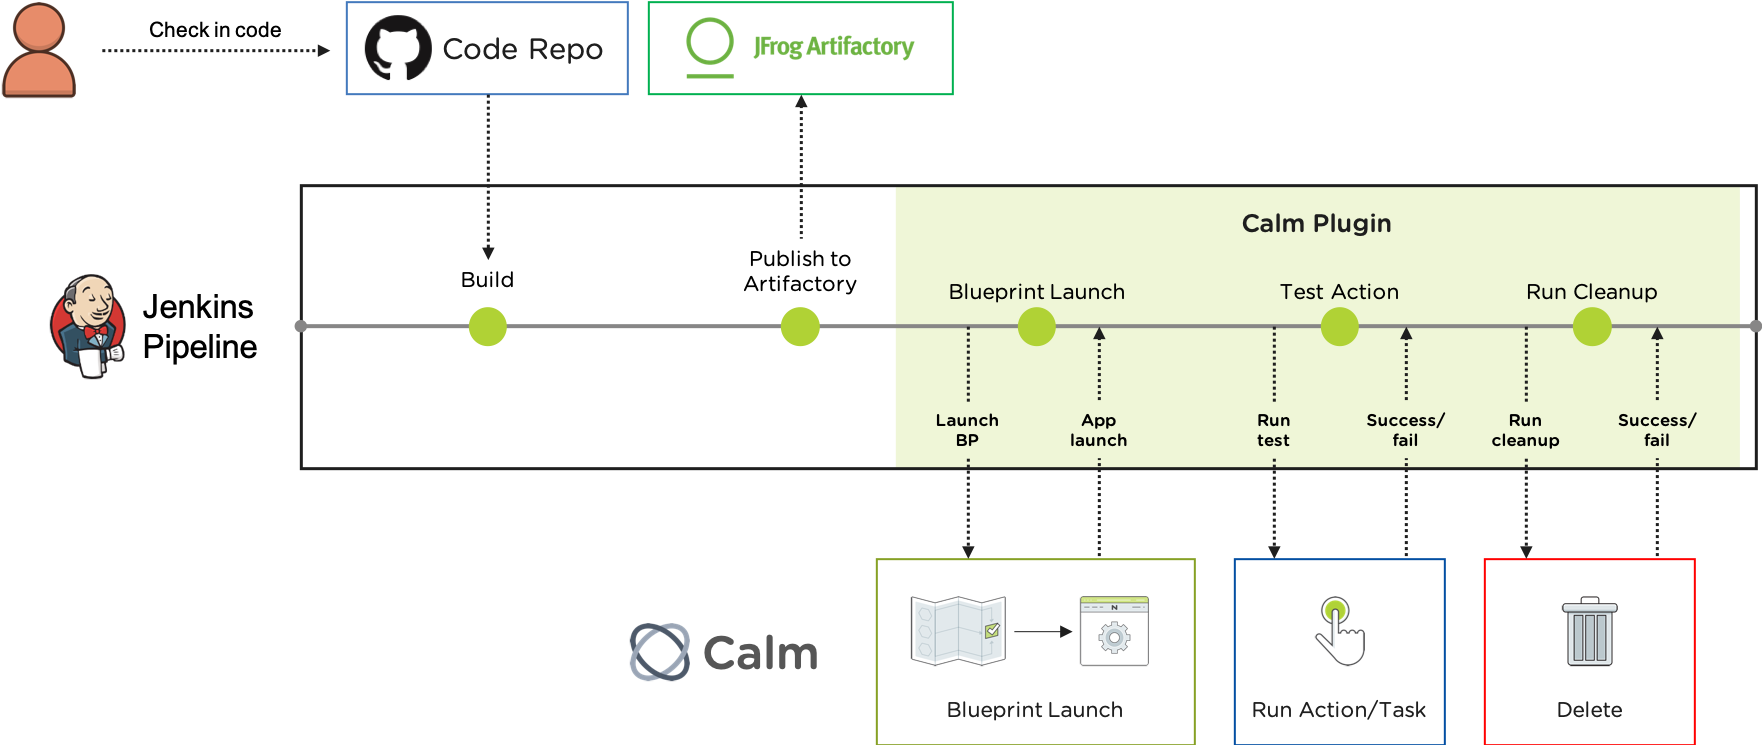 Check in code
Code Repo
JFrog Artifactory
Calm Plugin
Publish to
Artifactory
Build
Blueprint Launch
Test Action
Run Cleanup
Jenkins
Pipeline
Launch
BP
App
launch
Run
test
Success/
fail
Run
cleanup
Success/
fail
N
Calm
Blueprint Launch
Run Action/Task
Delete